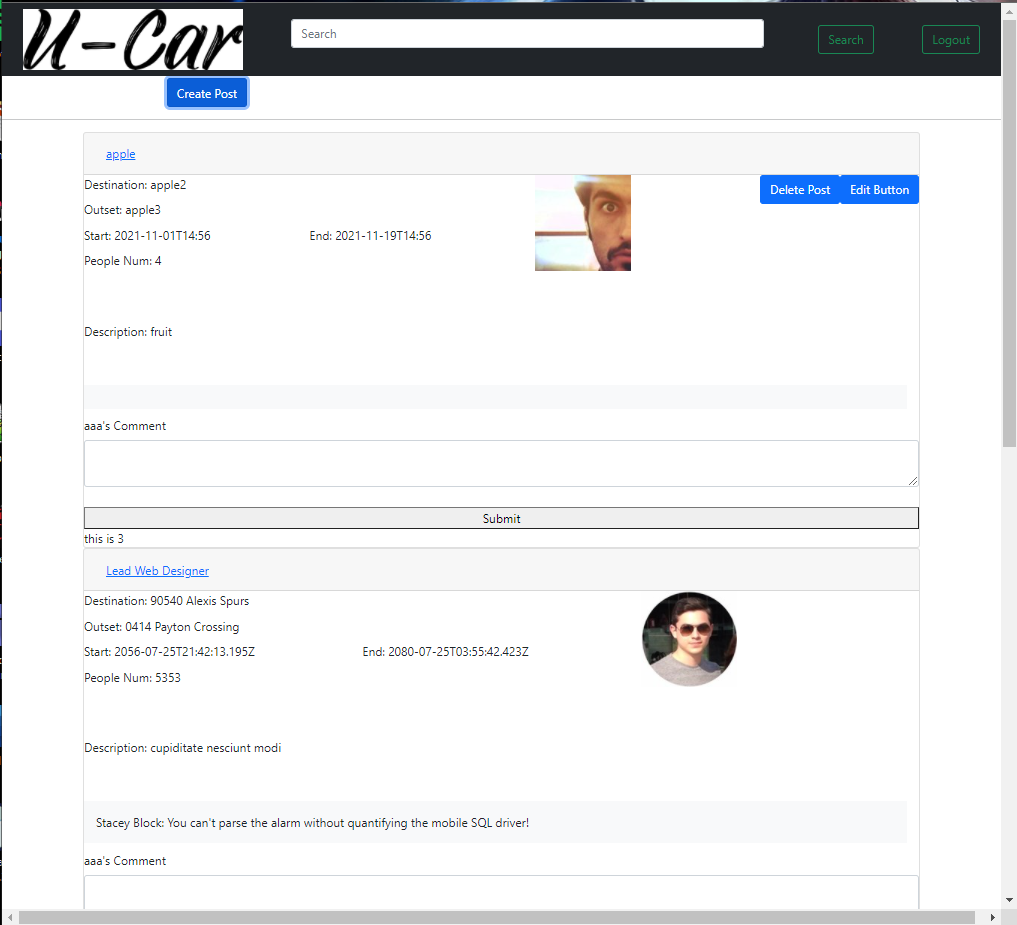 U-Car
Search
Search
Logout
Create Post
apple
Destination: apple2
Delete Post
Edit Button
Outset: apple3
Start: 2021-11-01T14:56
End: 2021-11-19T14:56
People Num: 4
Description: fruit
aaa's Comment
Submit
this is 3
Lead Web Designer
Destination: 90540 Alexis Spurs
Outset: 0414 Payton Crossing
Start: 2056-07-25T21:42:13.195Z
End: 2080-07-25T03:55:42.423Z
People Num: 5353
Description: cupiditate nesciunt modi
Stacey Block: You can't parse the alarm without quantifying the mobile SQL driver!
aaa's Comment